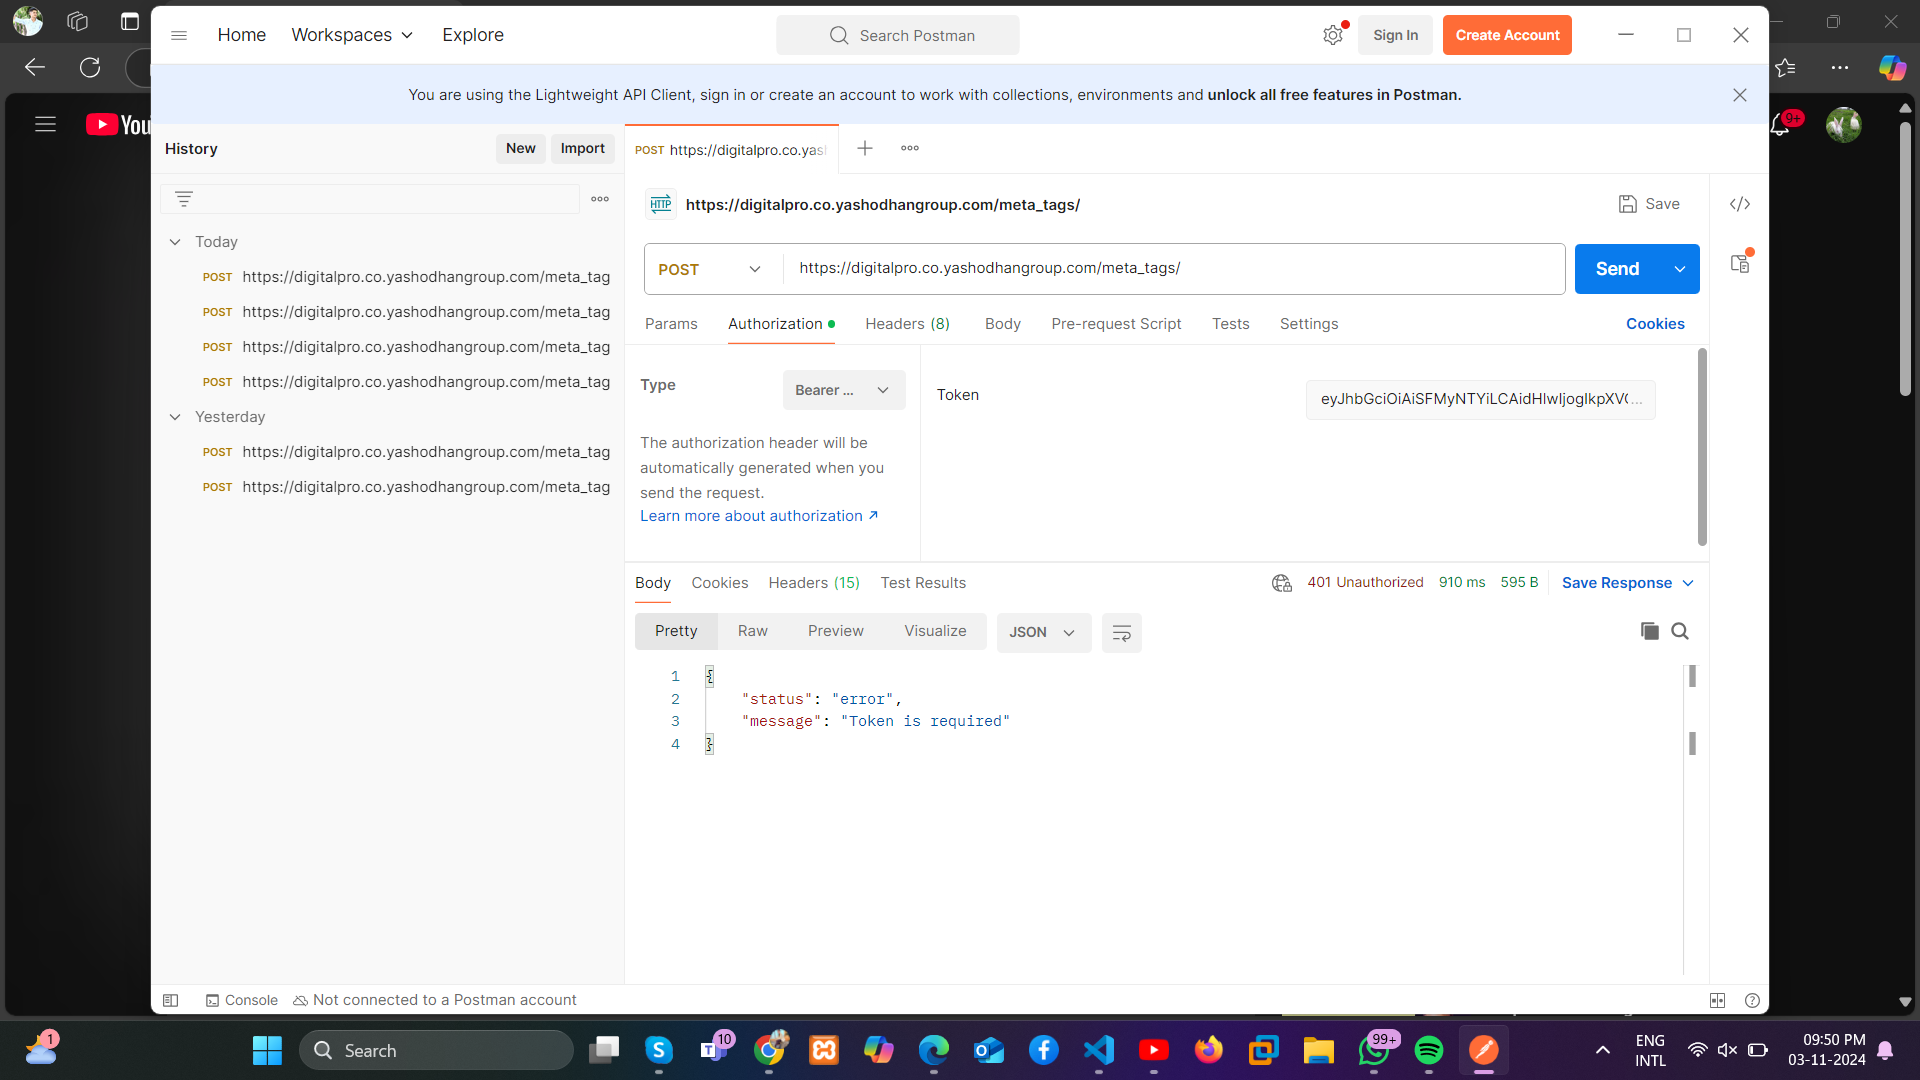 Home
Workspaces
Explore
Search Postman
Sign In
Create Account
You are using the Lightweight API Client, sign in or create an account to work with collections, environments and unlock all free features in Postman.
You
9+
History
New
Import
POST https://digitalpro.co.yas
Today
POST https://digitalpro.co.yashodhangroup.com/meta_tag
POST https://digitalpro.co.yashodhangroup.com/meta_tag
POST https://digitalpro.co.yashodhangroup.com/meta_tag
POST https://digitalpro.co.yashodhangroup.com/meta_tag
Yesterday
POST https://digitalpro.co.yashodhangroup.com/meta_tag
POST https://digitalpro.co.yashodhangroup.com/meta_tag
HTTP https://digitalpro.co.yashodhangroup.com/meta_tags/
Save
POST
https://digitalpro.co.yashodhangroup.com/meta_tags/
Send
Params
Authorization
Headers (8)
Body
Pre-request Script
Tests
Settings
Cookies
Type
Bearer ...
The authorization header will be
automatically generated when you
send the request.
Learn more about authorization ↗
Token
Body
Cookies
Headers (15)
Test Results
401 Unauthorized
910 ms
595 B
Save Response
Pretty
Raw
Preview
Visualize
JSON
1 {
2 "status": "error",
3 "message": "Token is required"
4 }
Console
Not connected to a Postman account
1
Search
10
99+
ENG
INTL
09:50 PM
03-11-2024